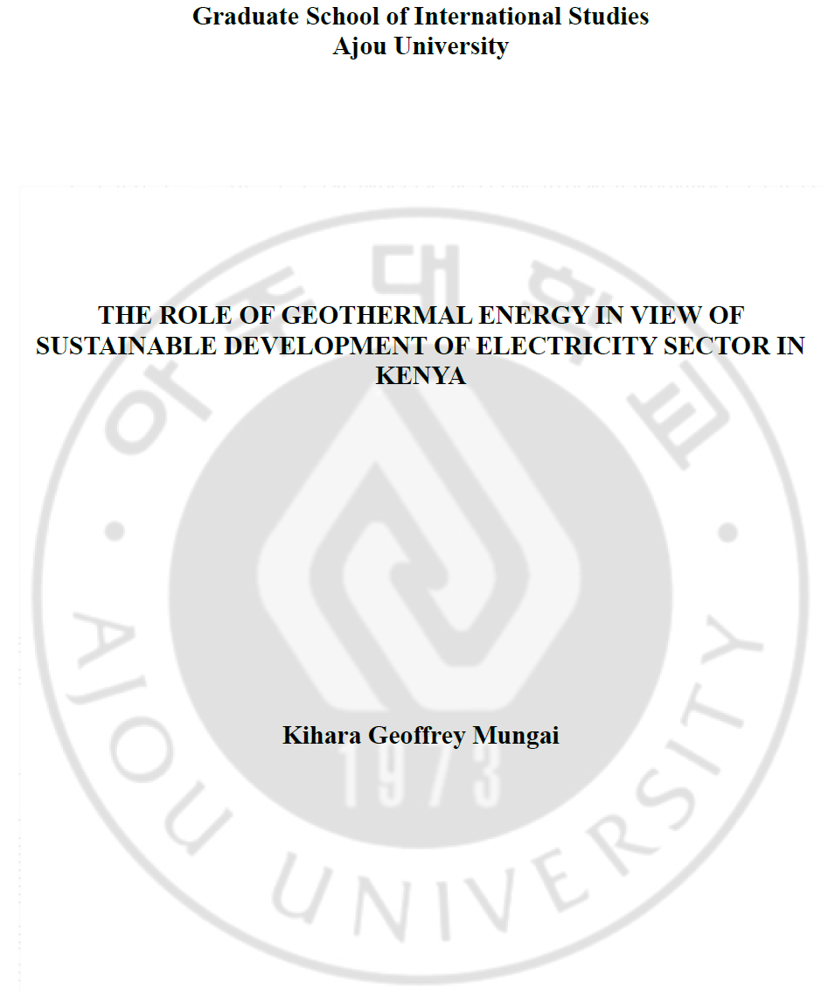 Graduate School of International Studies
Ajou University
아주대학교
THE ROLE OF GEOTHERMAL ENERGY IN VIEW OF
SUSTAINABLE DEVELOPMENT OF ELECTRICITY SECTOR IN
KENYA
Kihara Geoffrey Mungai
1973
AJOU UNIVERSITY